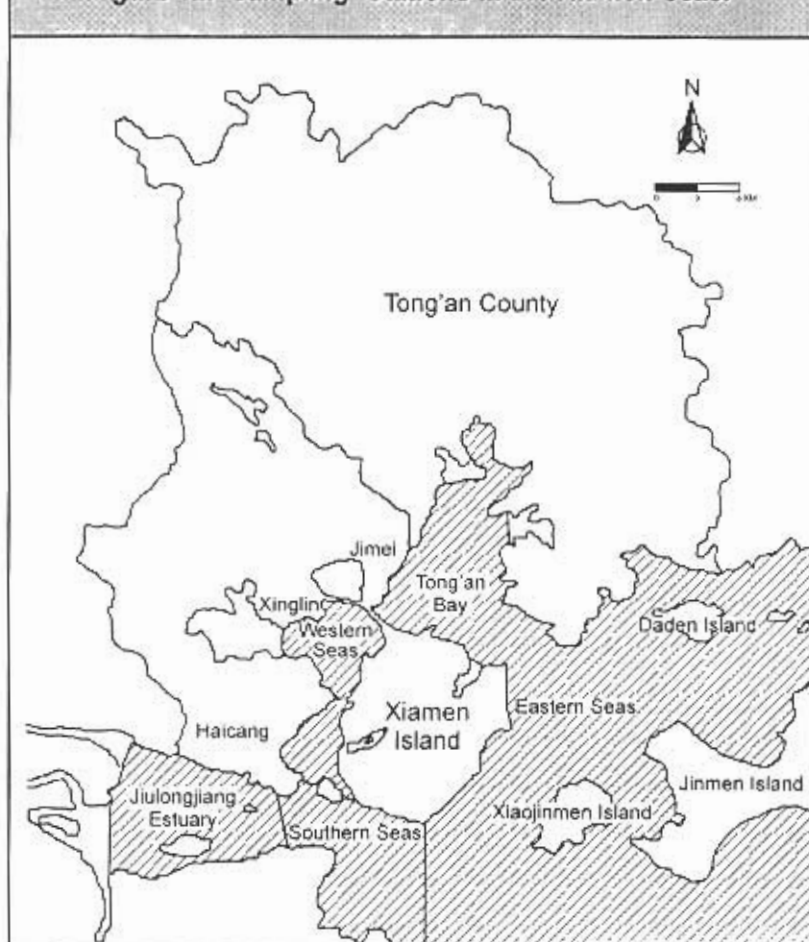 N
Tong'an County
Jimei
Tong'an
Bay
Xinglin
Western
Seas
Daden Island
Xiamen
Island
Eastern Seas
Haicang
Jinmen Island
Jiulongjiang
Estuary
Xiaojinmen Island
Southern Seas